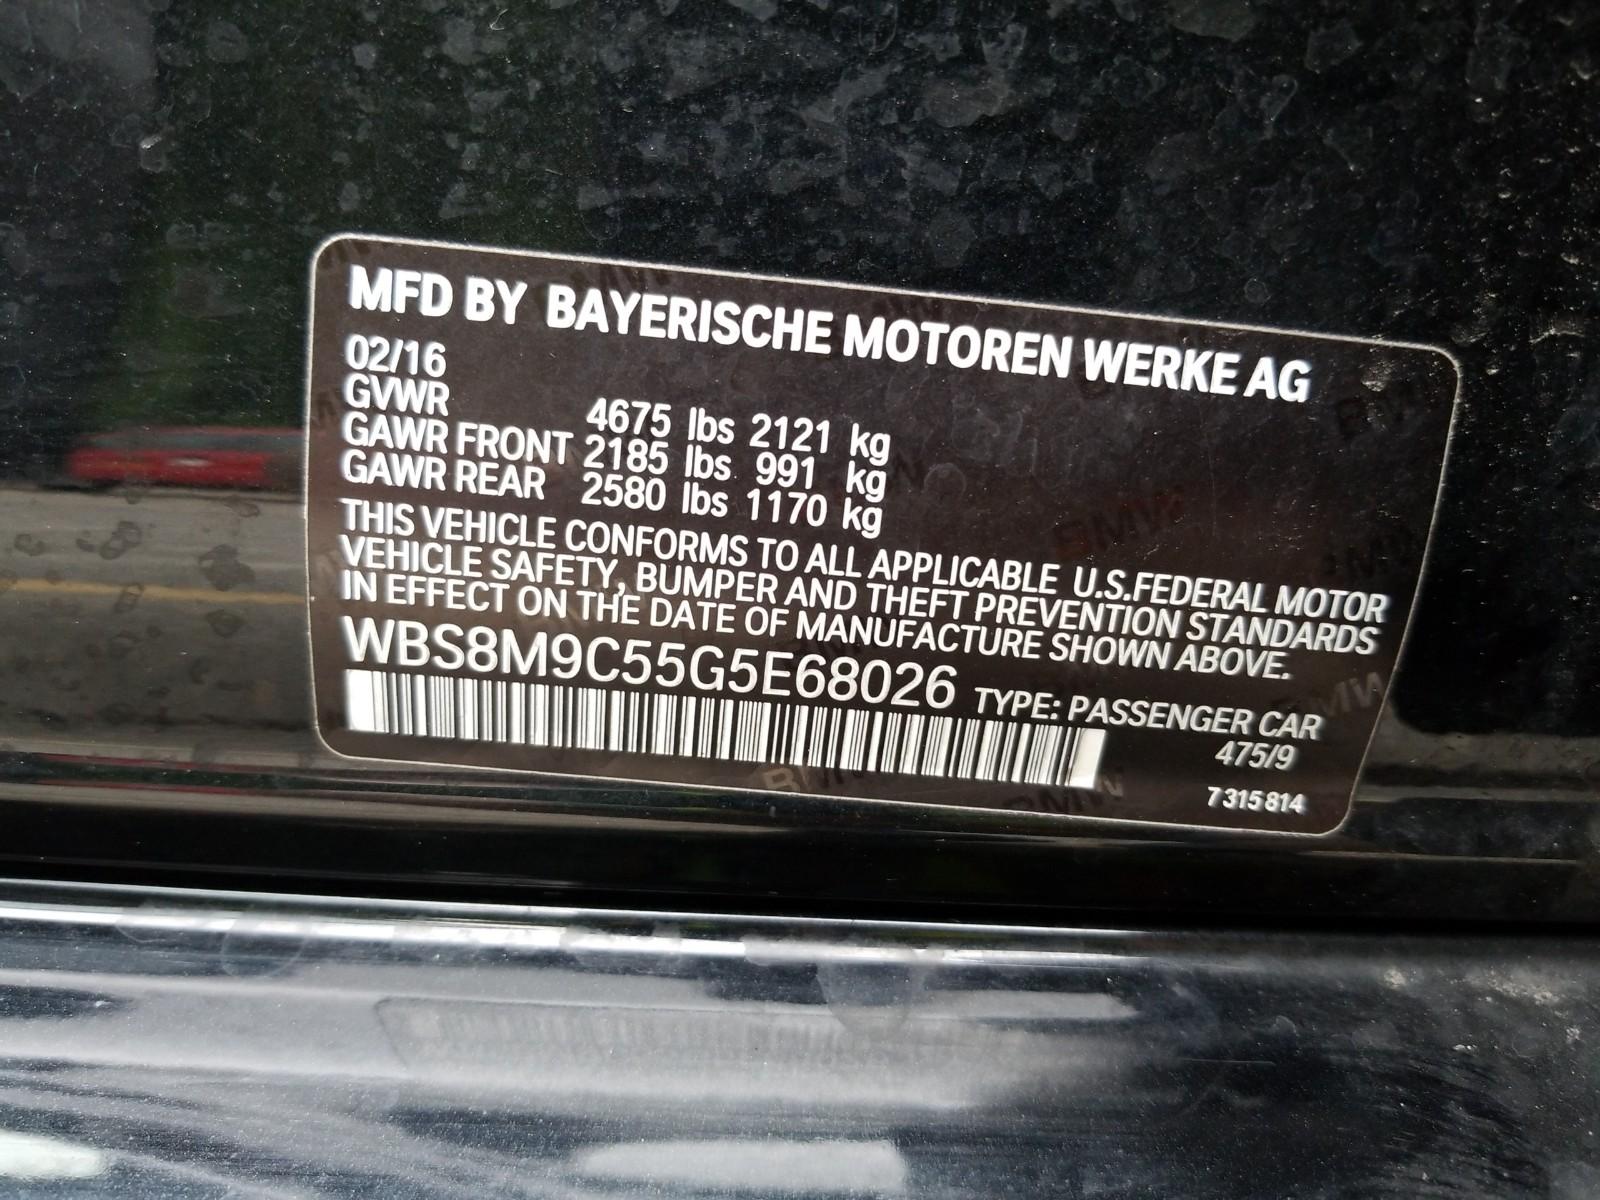 MFD BY BAYERISCHE MOTOREN WERKE AG
02/16
GVWR 4675 lbs 2121 kg
GAWR FRONT 2185 lbs 991 kg
GAWR REAR 2580 lbs 1170 kg
THIS VEHICLE CONFORMS TO ALL APPLICABLE U.S.FEDERAL MOTOR
VEHICLE SAFETY, BUMPER AND THEFT PREVENTION STANDARDS
IN EFFECT ON THE DATE OF MANUFACTURE SHOWN ABOVE.
WBS8M9C55G5E68026 TYPE: PASSENGER CAR
475/9
7 315 814